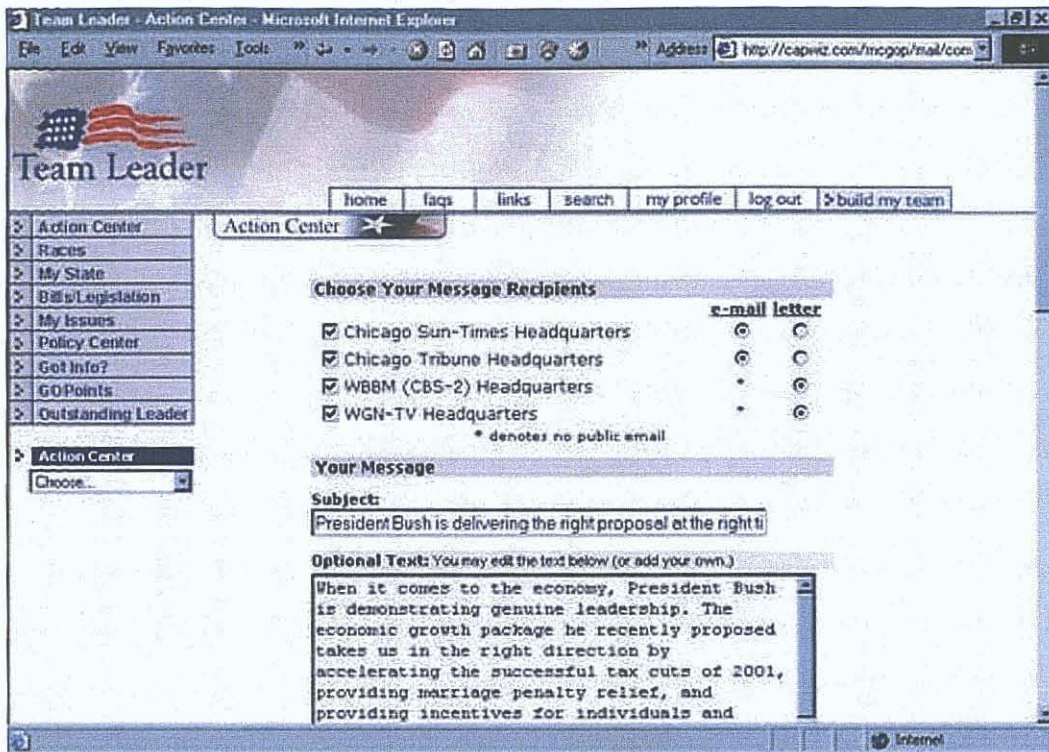 Team Leader - Action Center - Microsoft Internet Explorer
File Edit View Favorites Tools » » Address http://capwiz.com/mcgop/mail/com
Team Leader
home faqs links search my profile log out > build my team
Action Center
> Action Center
> Races
> My State
> Bills/Legislation
> My Issues
> Policy Center
> Got Info?
> GOPoints
> Outstanding Leader
> Action Center
Choose...
Choose Your Message Recipients
e-mail letter
Chicago Sun-Times Headquarters
Chicago Tribune Headquarters
WBBM (CBS-2) Headquarters *
WGN-TV Headquarters *
* denotes no public email
Your Message
Subject:
President Bush is delivering the right proposal at the right ti
Optional Text: You may edit the text below (or add your own.)
When it comes to the economy, President Bush
is demonstrating genuine leadership. The
economic growth package he recently proposed
takes us in the right direction by
accelerating the successful tax cuts of 2001,
providing marriage penalty relief, and
providing incentives for individuals and
Internet